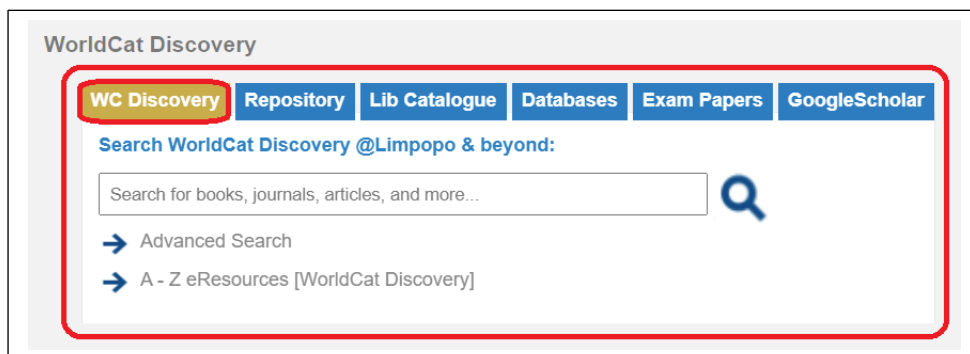 WorldCat Discovery
WC Discovery Repository Lib Catalogue Databases Exam Papers GoogleScholar
Search WorldCat Discovery @Limpopo & beyond:
Search for books, journals, articles, and more...
Advanced Search
A - Z eResources [WorldCat Discovery]